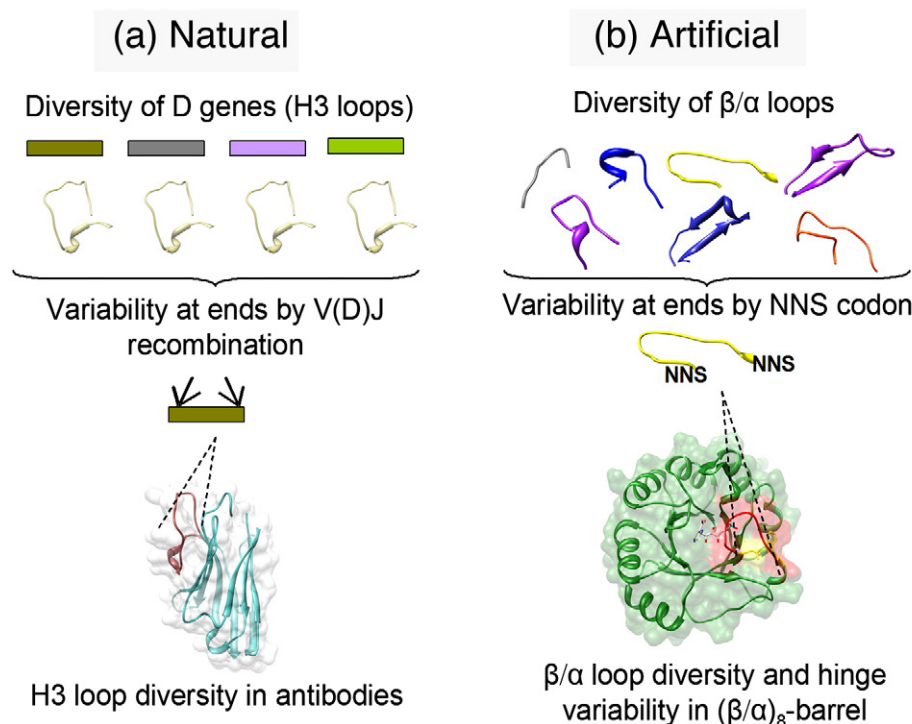 (a) Natural
Diversity of D genes (H3 loops)
Variability at ends by V(D)J
recombination
H3 loop diversity in antibodies
(b) Artificial
Diversity of β/α loops
Variability at ends by NNS codon
NNS NNS
β/α loop diversity and hinge
variability in (β/α)₈-barrel